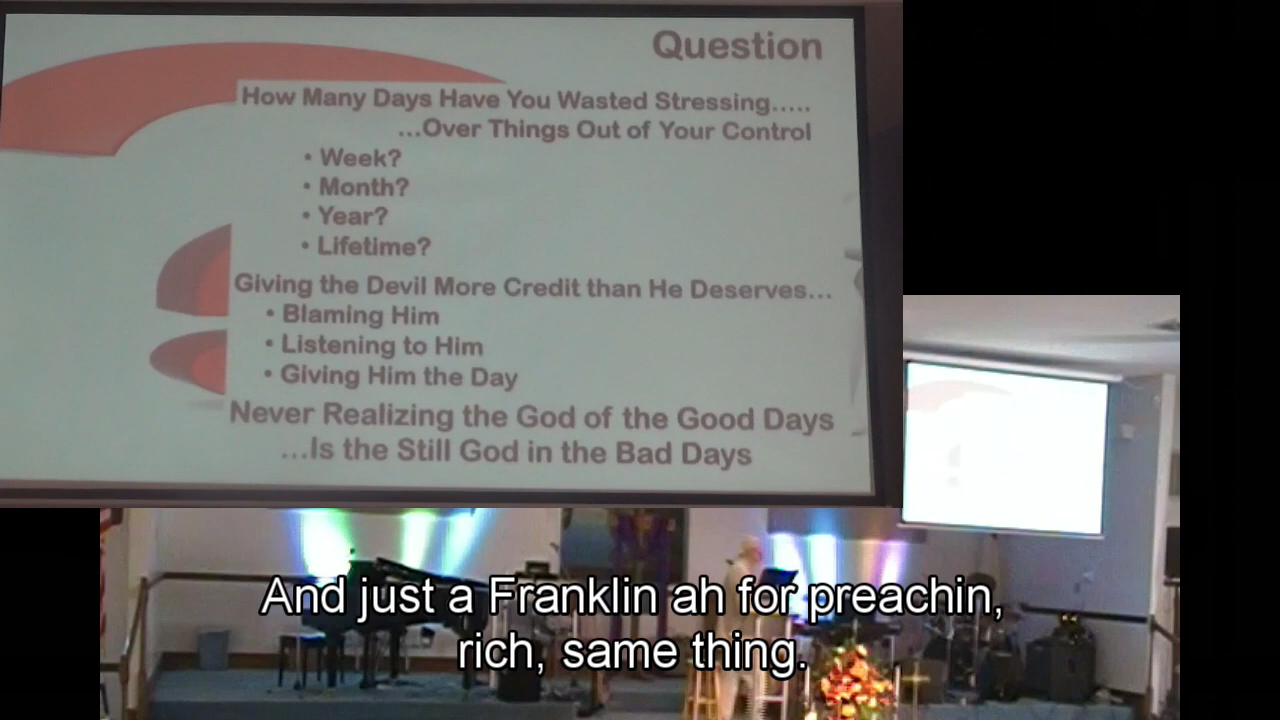 Question
How Many Days Have You Wasted Stressing.....
...Over Things Out of Your Control
• Week?
• Month?
• Year?
• Lifetime?
Giving the Devil More Credit than He Deserves...
• Blaming Him
• Listening to Him
• Giving Him the Day
Never Realizing the God of the Good Days
...Is the Still God in the Bad Days
And just a Franklin ah for preachin,
rich, same thing.